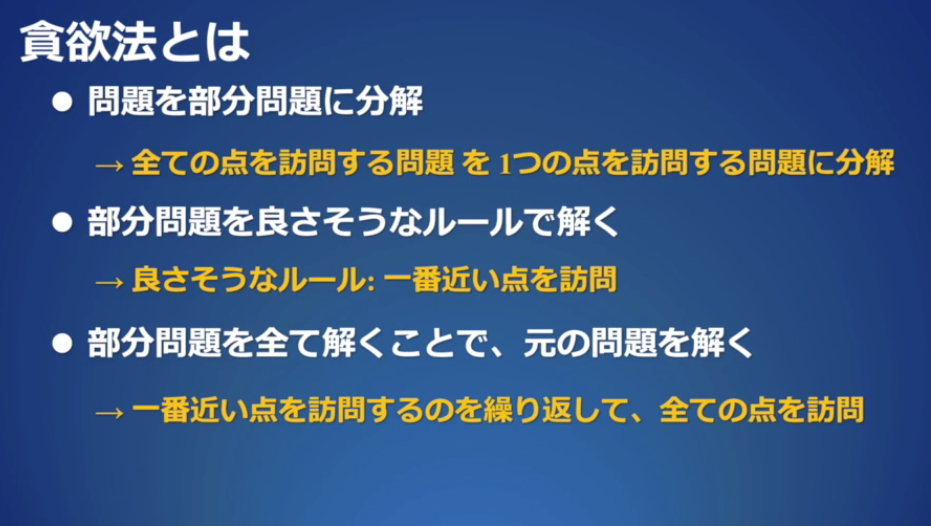 貪欲法とは
● 問題を部分問題に分解
→ 全ての点を訪問する問題 を 1つの点を訪問する問題に分解
● 部分問題を良さそうなルールで解く
→ 良さそうなルール: 一番近い点を訪問
● 部分問題を全て解くことで、元の問題を解く
→ 一番近い点を訪問するのを繰り返して、全ての点を訪問